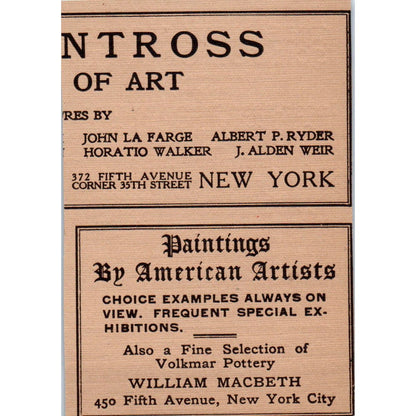 NTROSS
OF ART
RES BY
JOHN LA FARGE ALBERT P. RYDER
HORATIO WALKER J. ALDEN WEIR
372 FIFTH AVENUE
CORNER 35TH STREET NEW YORK
Paintings
By American Artists
CHOICE EXAMPLES ALWAYS ON
VIEW. FREQUENT SPECIAL EX-
HIBITIONS.
Also a Fine Selection of
Volkmar Pottery
WILLIAM MACBETH
450 Fifth Avenue, New York City